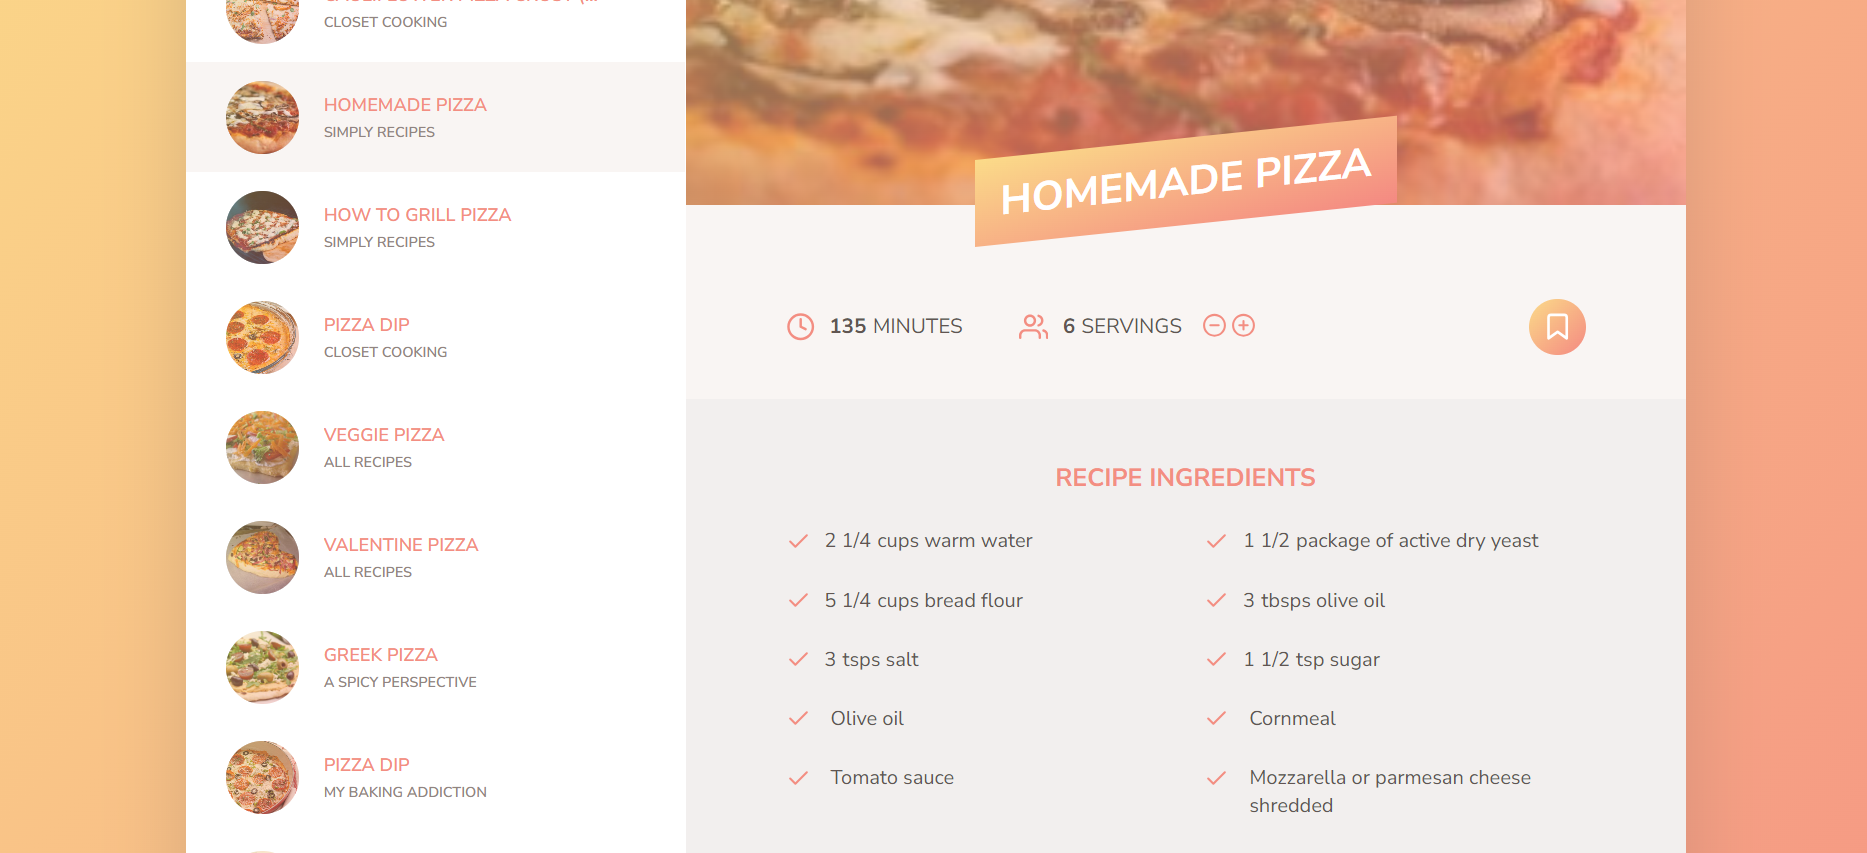 CLOSET COOKING
HOMEMADE PIZZA
SIMPLY RECIPES
HOW TO GRILL PIZZA
SIMPLY RECIPES
PIZZA DIP
CLOSET COOKING
VEGGIE PIZZA
ALL RECIPES
VALENTINE PIZZA
ALL RECIPES
GREEK PIZZA
A SPICY PERSPECTIVE
PIZZA DIP
MY BAKING ADDICTION
HOMEMADE PIZZA
135 MINUTES
6 SERVINGS
RECIPE INGREDIENTS
2 1/4 cups warm water
1 1/2 package of active dry yeast
5 1/4 cups bread flour
3 tbsps olive oil
3 tsps salt
1 1/2 tsp sugar
Olive oil
Cornmeal
Tomato sauce
Mozzarella or parmesan cheese
shredded